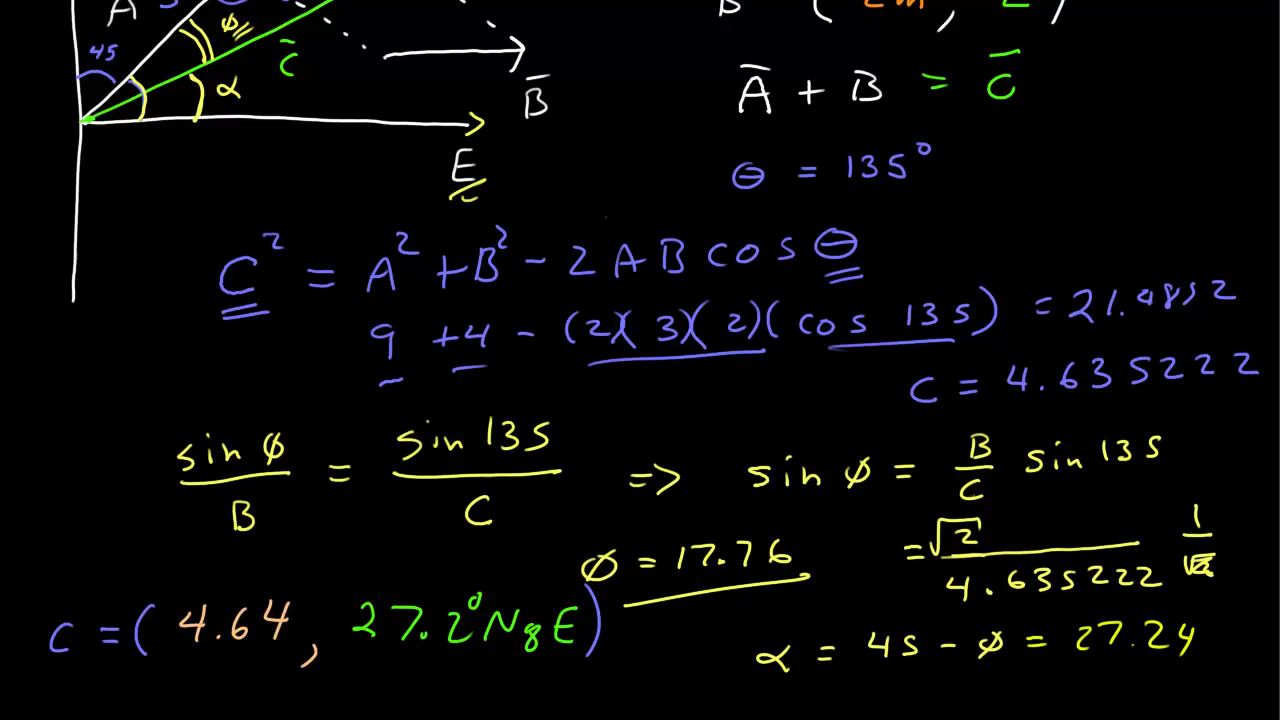 A
φ
B ( 2m, E )
45
C̄
α
B̄
Ā + B = C̄
E
θ = 135°
C² = A² + B² - 2AB cos θ
9 + 4 - (2)(3)(2)(cos 135) = 21.4852
C = 4.635222
sin φ / B = sin 135 / C => sin φ = B/C sin 135
φ = 17.76
= √2 / 4.635222
C = ( 4.64, 27.2° N of E )
α = 45 - φ = 27.24